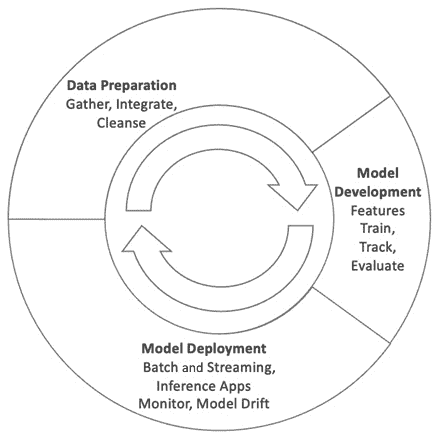 Data Preparation
Gather, Integrate,
Cleanse
Model
Development
Features
Train,
Track,
Evaluate
Model Deployment
Batch and Streaming,
Inference Apps
Monitor, Model Drift